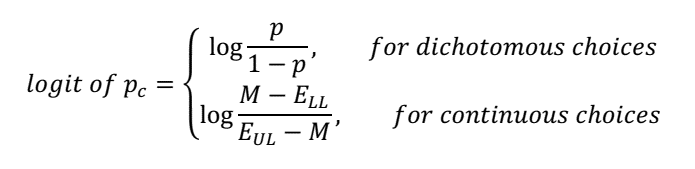 logit of p_c = { log p / (1 − p), for dichotomous choices
log (M − E_LL) / (E_UL − M), for continuous choices